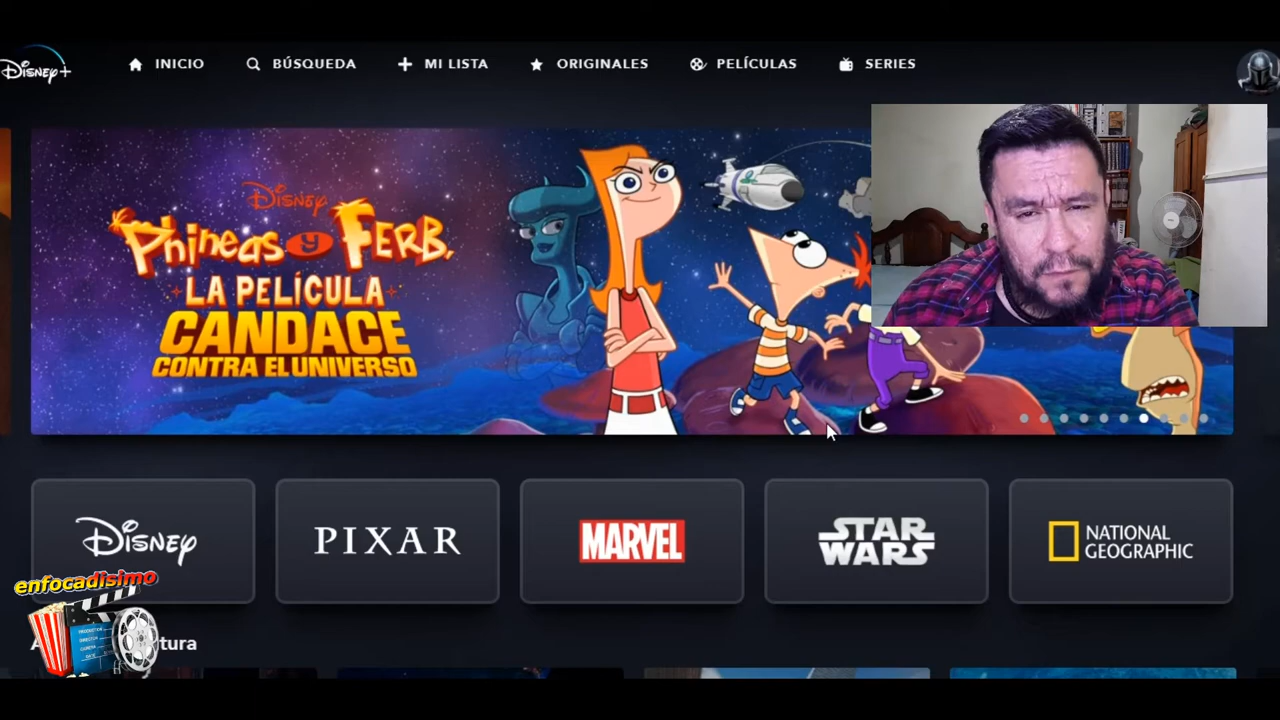 Disney+
INICIO
BÚSQUEDA
MI LISTA
ORIGINALES
PELÍCULAS
SERIES
Disney
Phineas y Ferb.
LA PELÍCULA
CANDACE
CONTRA EL UNIVERSO
Disney
PIXAR
MARVEL
STAR
WARS
NATIONAL
GEOGRAPHIC
enfocadisimo
tura